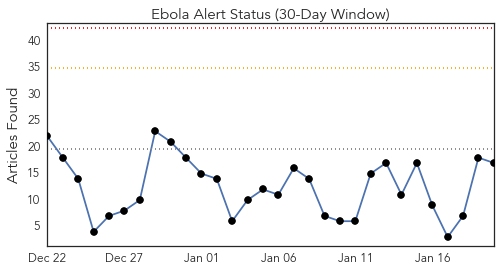 Ebola Alert Status (30-Day Window)
Articles Found
40
35
30
25
20
15
10
5
Dec 22
Dec 27
Jan 01
Jan 06
Jan 11
Jan 16